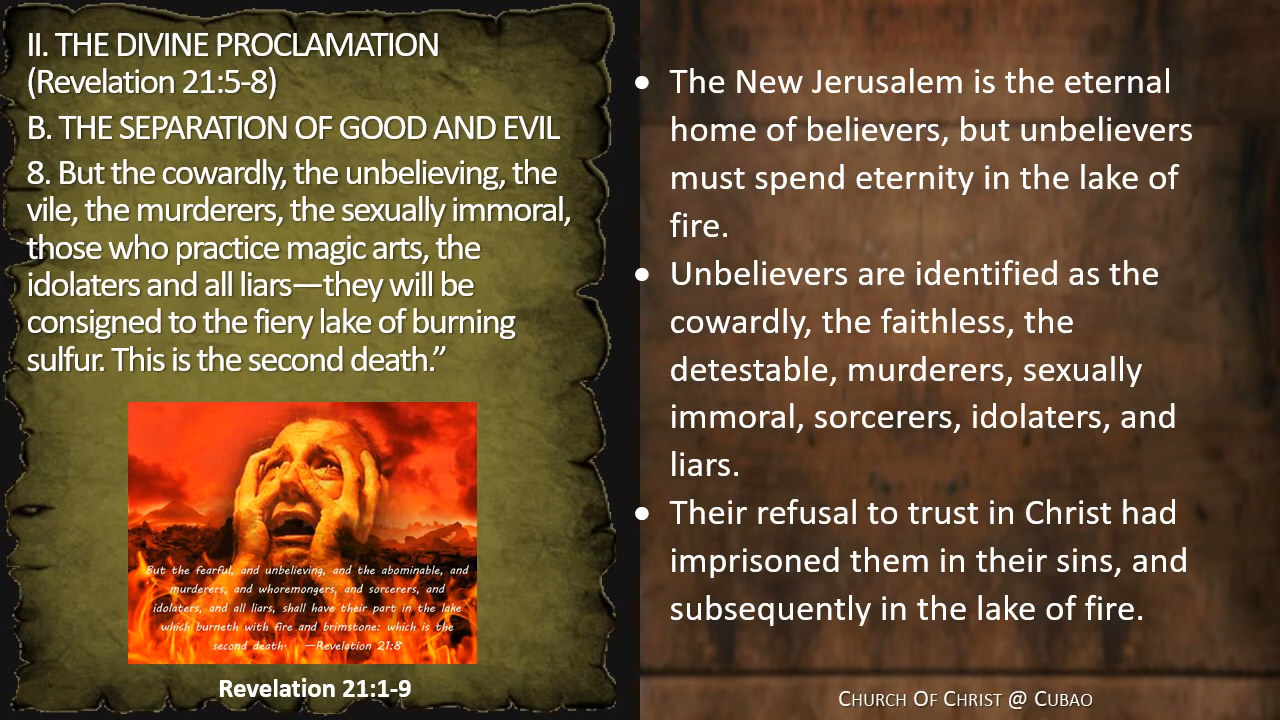 II. THE DIVINE PROCLAMATION
(Revelation 21:5-8)
B. THE SEPARATION OF GOOD AND EVIL
8. But the cowardly, the unbelieving, the
vile, the murderers, the sexually immoral,
those who practice magic arts, the
idolaters and all liars—they will be
consigned to the fiery lake of burning
sulfur. This is the second death.”
But the fearful, and unbelieving, and the abominable, and
murderers, and whoremongers, and sorcerers, and
idolaters, and all liars, shall have their part in the lake
which burneth with fire and brimstone: which is the
second death. —Revelation 21:8
Revelation 21:1-9
• The New Jerusalem is the eternal
home of believers, but unbelievers
must spend eternity in the lake of
fire.
• Unbelievers are identified as the
cowardly, the faithless, the
detestable, murderers, sexually
immoral, sorcerers, idolaters, and
liars.
• Their refusal to trust in Christ had
imprisoned them in their sins, and
subsequently in the lake of fire.
CHURCH OF CHRIST @ CUBAO